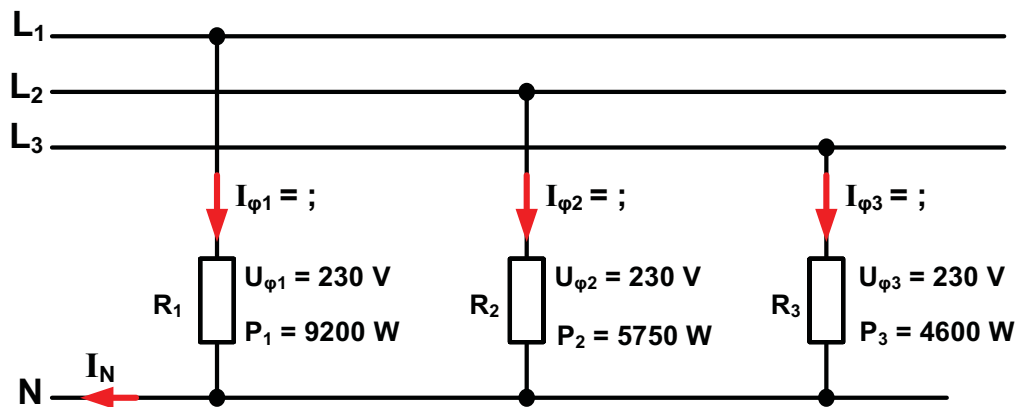 L₁
L₂
L₃
Iφ1 = ;
Iφ2 = ;
Iφ3 = ;
Uφ1 = 230 V
Uφ2 = 230 V
Uφ3 = 230 V
R₁
R₂
R₃
P₁ = 9200 W
P₂ = 5750 W
P₃ = 4600 W
I_N
N